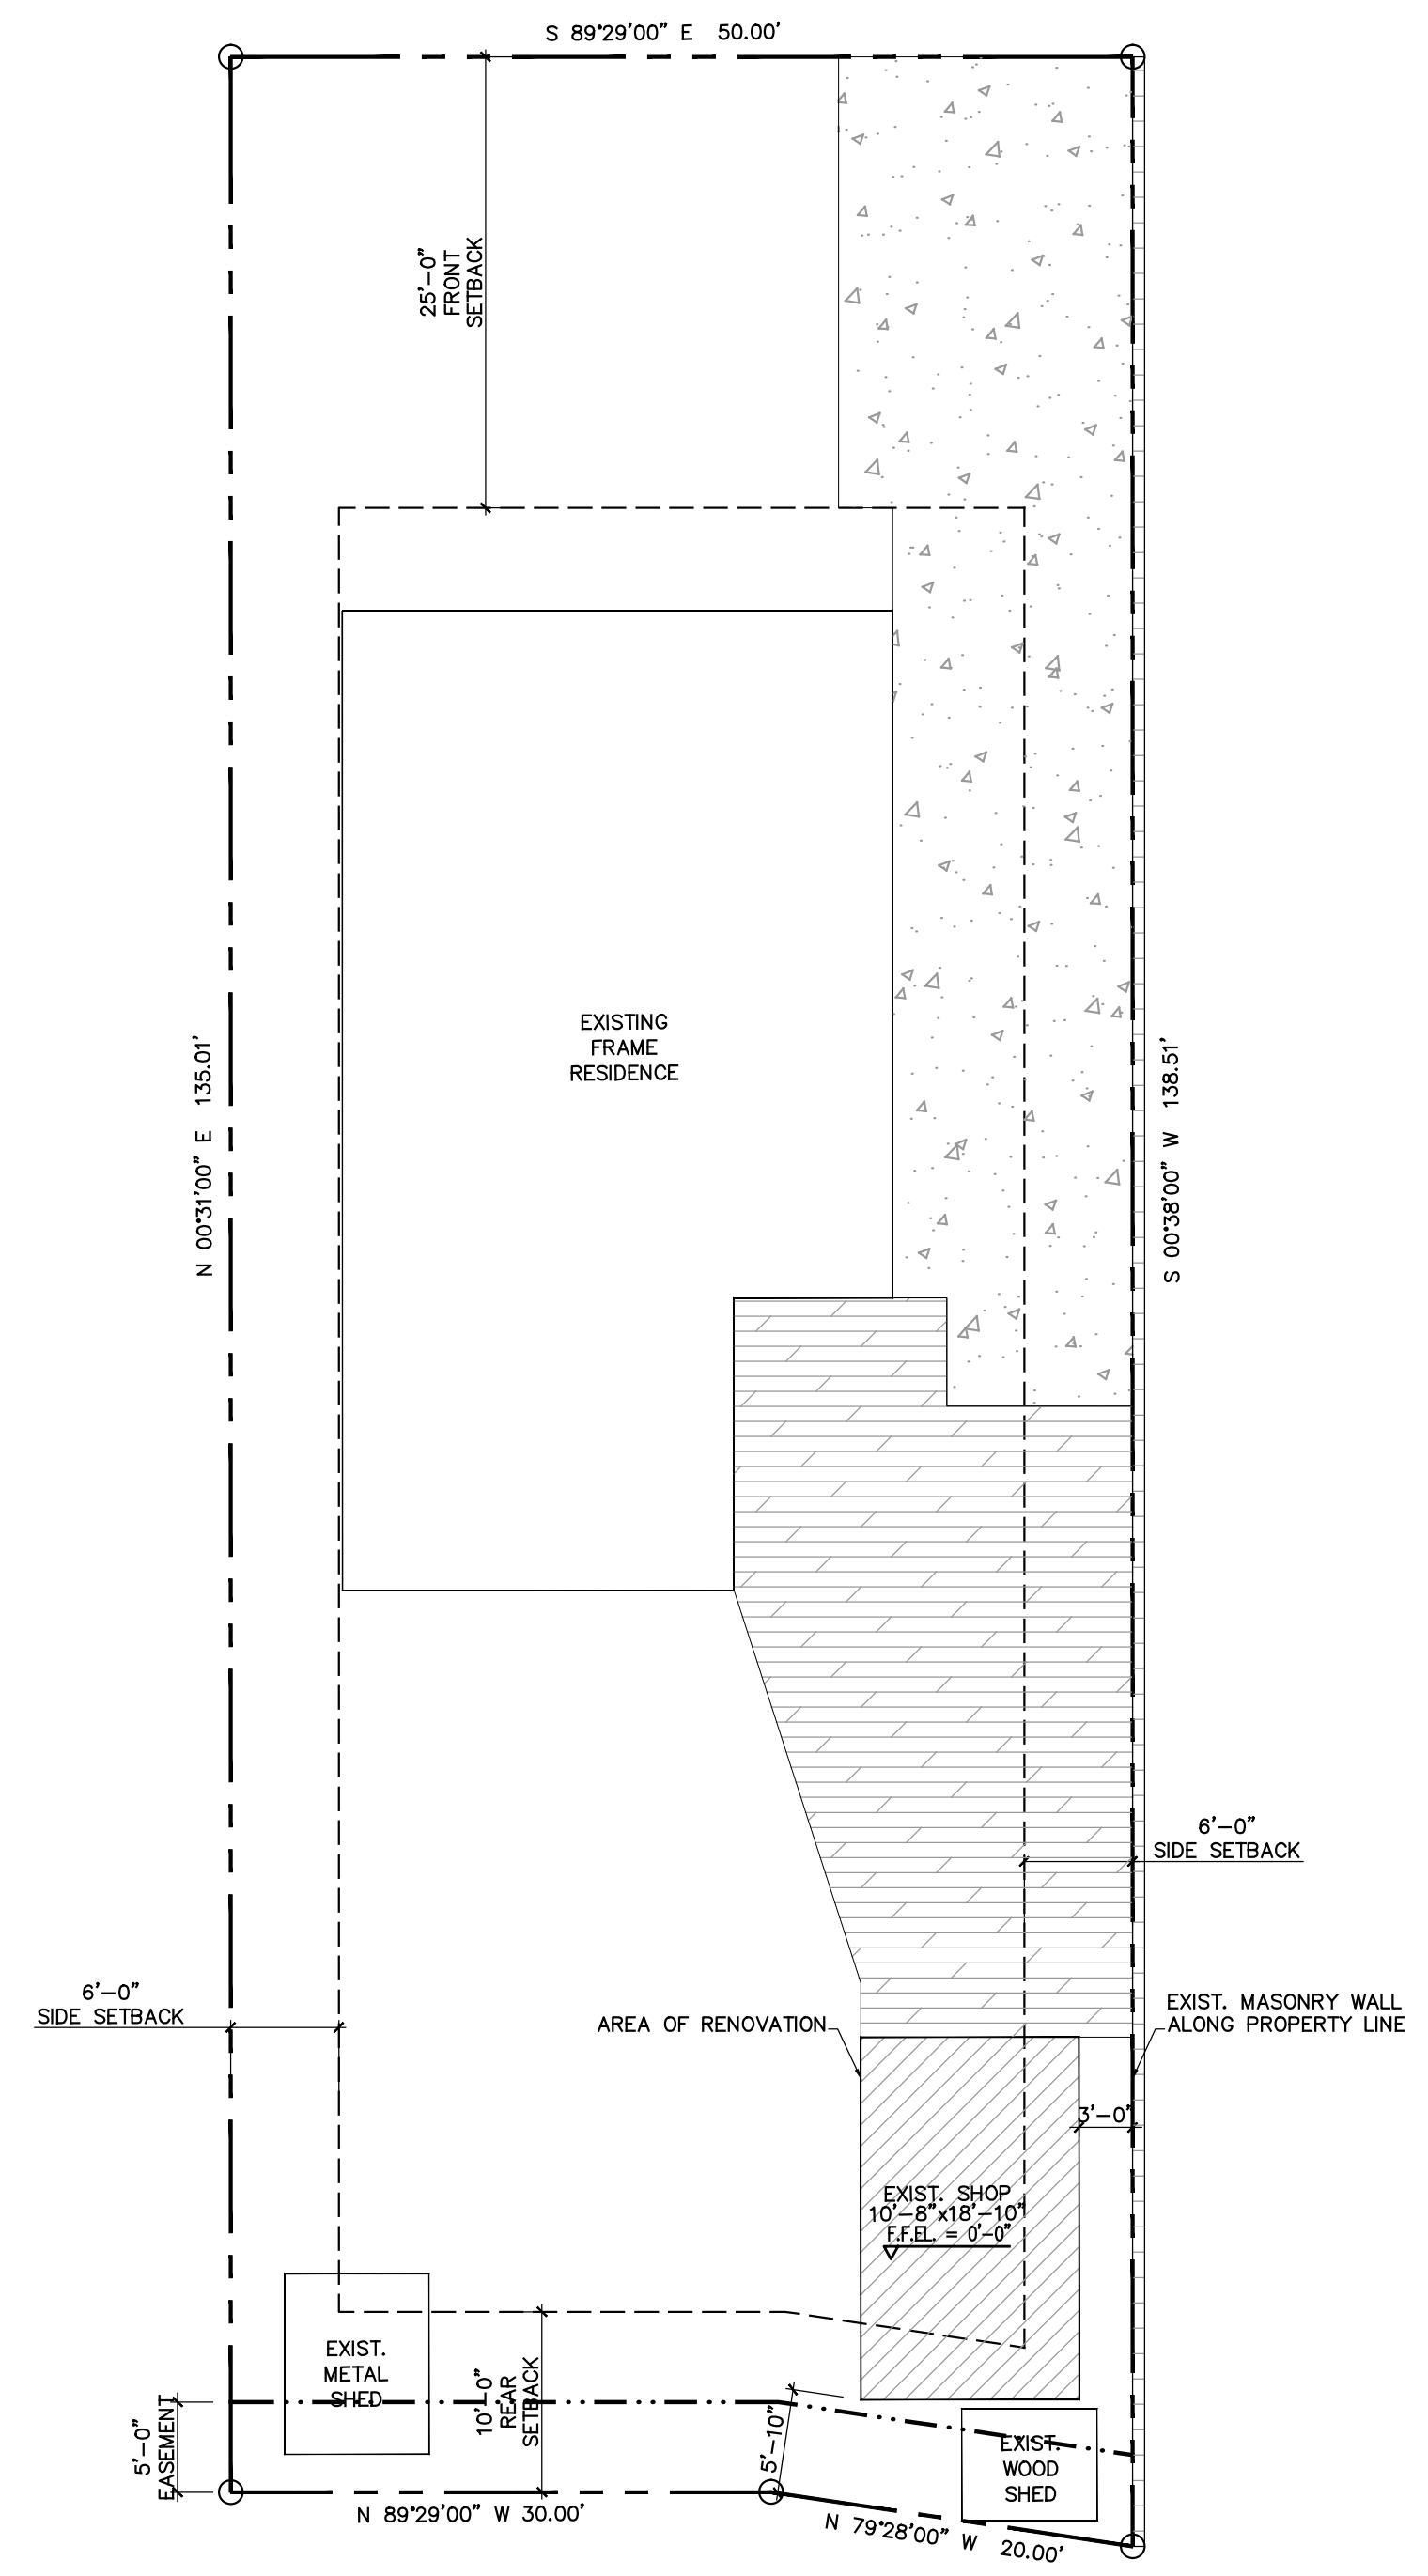 S 89°29'00" E 50.00'
25'-0"
FRONT
SETBACK
EXISTING
FRAME
RESIDENCE
N 00°31'00" E 135.01'
S 00°38'00" W 138.51'
6'-0"
SIDE SETBACK
6'-0"
SIDE SETBACK
AREA OF RENOVATION
EXIST. MASONRY WALL
ALONG PROPERTY LINE
3'-0"
EXIST. SHOP
10'-8"x18'-10"
F.F.EL. = 0'-0"
EXIST.
METAL
SHED
10'-0"
REAR
SETBACK
5'-0"
EASEMENT
5'-10"
EXIST.
WOOD
SHED
N 89°29'00" W 30.00'
N 79°28'00" W 20.00'